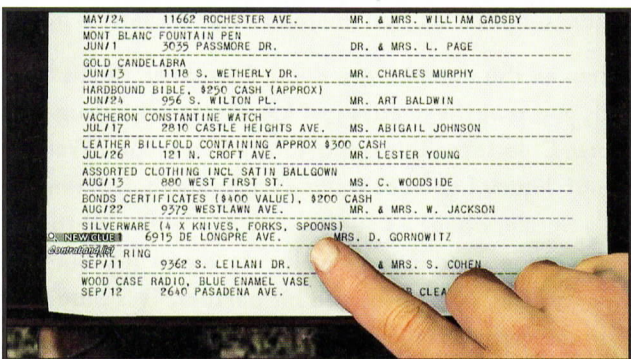 MAY/24 11662 ROCHESTER AVE. MR. & MRS. WILLIAM GADSBY
MONT BLANC FOUNTAIN PEN
JUN/1 3035 PASSMORE DR. DR. & MRS. L. PAGE
GOLD CANDELABRA
JUN/13 1118 S. WETHERLY DR. MR. CHARLES MURPHY
HARDBOUND BIBLE, $250 CASH (APPROX)
JUN/24 956 S. WILTON PL. MR. ART BALDWIN
VACHERON CONSTANTINE WATCH
JUL/17 2810 CASTLE HEIGHTS AVE. MS. ABIGAIL JOHNSON
LEATHER BILLFOLD CONTAINING APPROX $300 CASH
JUL/26 121 N. CROFT AVE. MR. LESTER YOUNG
ASSORTED CLOTHING INCL SATIN BALLGOWN
AUG/13 880 WEST FIRST ST. MS. C. WOODSIDE
BONDS CERTIFICATES ($400 VALUE), $200 CASH
AUG/22 9379 WESTLAWN AVE. MR. & MRS. W. JACKSON
SILVERWARE (4 X KNIVES, FORKS, SPOONS)
NEW CLUE 6915 DE LONGPRE AVE. MRS. D. GORNOWITZ
Contraband list
PEARL RING
SEP/11 9362 S. LEILANI DR. & MRS. S. COHEN
WOOD CASE RADIO, BLUE ENAMEL VASE
SEP/12 2640 PASADENA AVE.